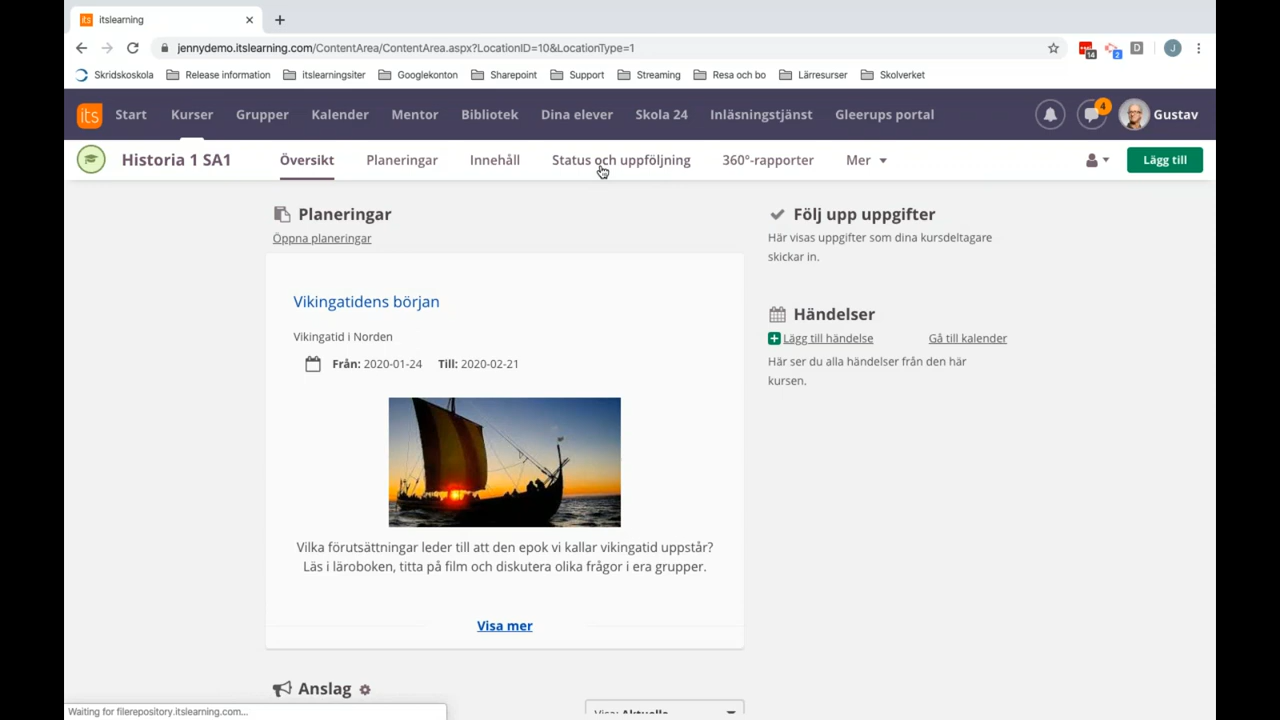 itslearning
jennydemo.itslearning.com/ContentArea/ContentArea.aspx?LocationID=10&LocationType=1
14
2
D
J
Skridskoskola Release information itslearningsiter Googlekonton Sharepoint Support Streaming Resa och bo Lärresurser Skolverket
its Start Kurser Grupper Kalender Mentor Bibliotek Dina elever Skola 24 Inläsningstjänst Gleerups portal 4 Gustav
Historia 1 SA1 Översikt Planeringar Innehåll Status och uppföljning 360°-rapporter Mer Lägg till
Planeringar
Öppna planeringar
Vikingatidens början
Vikingatid i Norden
Från: 2020-01-24 Till: 2020-02-21
Vilka förutsättningar leder till att den epok vi kallar vikingatid uppstår?
Läs i läroboken, titta på film och diskutera olika frågor i era grupper.
Visa mer
Anslag
Visa: Aktuella
Följ upp uppgifter
Här visas uppgifter som dina kursdeltagare
skickar in.
Händelser
Lägg till händelse Gå till kalender
Här ser du alla händelser från den här
kursen.
Waiting for filerepository.itslearning.com...